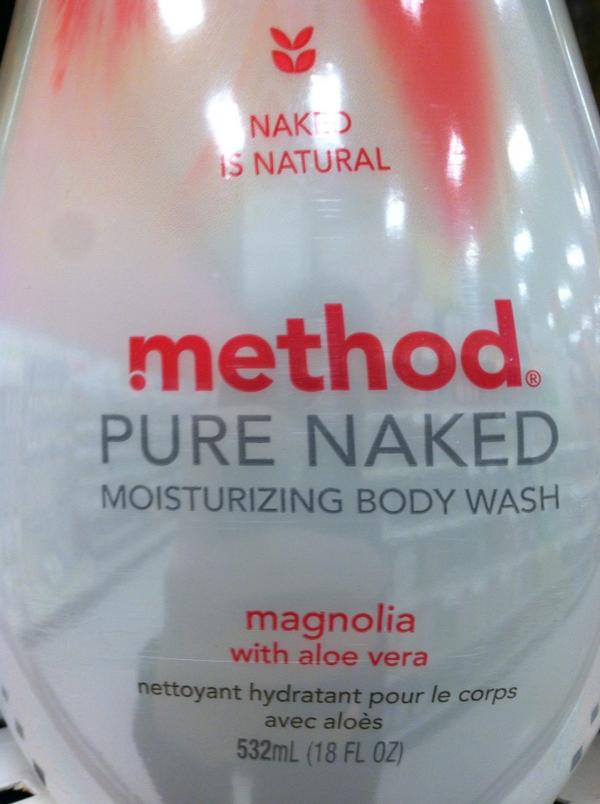 NAKED
IS NATURAL
method®
PURE NAKED
MOISTURIZING BODY WASH
magnolia
with aloe vera
nettoyant hydratant pour le corps
avec aloès
532mL (18 FL OZ)